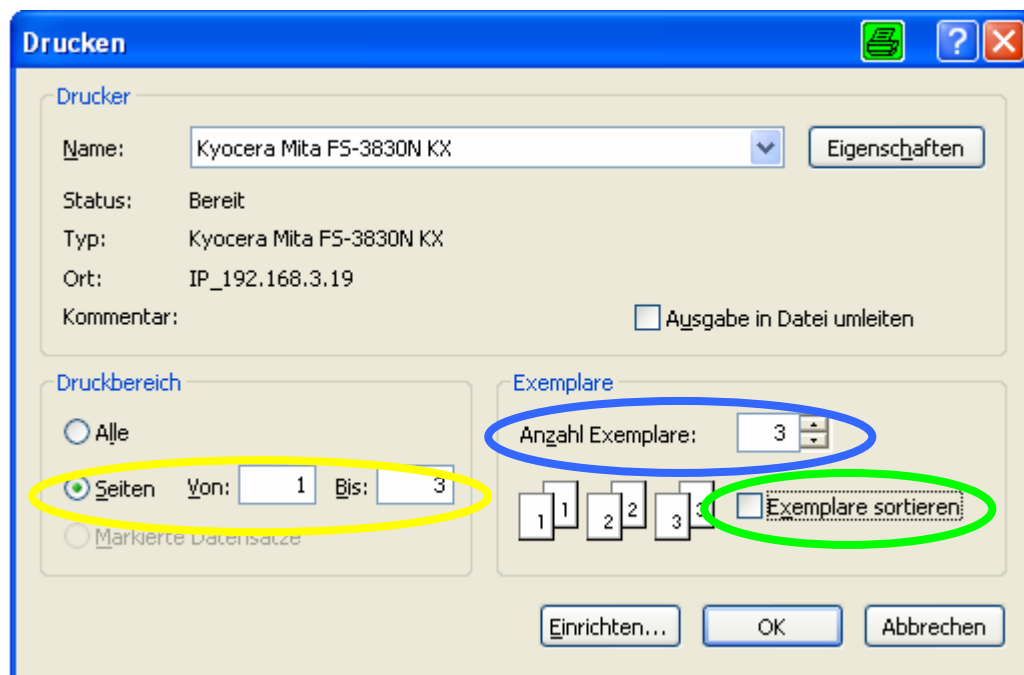 Drucken
Drucker
Name: Kyocera Mita FS-3830N KX Eigenschaften
Status: Bereit
Typ: Kyocera Mita FS-3830N KX
Ort: IP_192.168.3.19
Kommentar: Ausgabe in Datei umleiten
Druckbereich
Alle
Seiten Von: 1 Bis: 3
Markierte Datensätze
Exemplare
Anzahl Exemplare: 3
1 1 2 2 3 3 Exemplare sortieren
Einrichten... OK Abbrechen